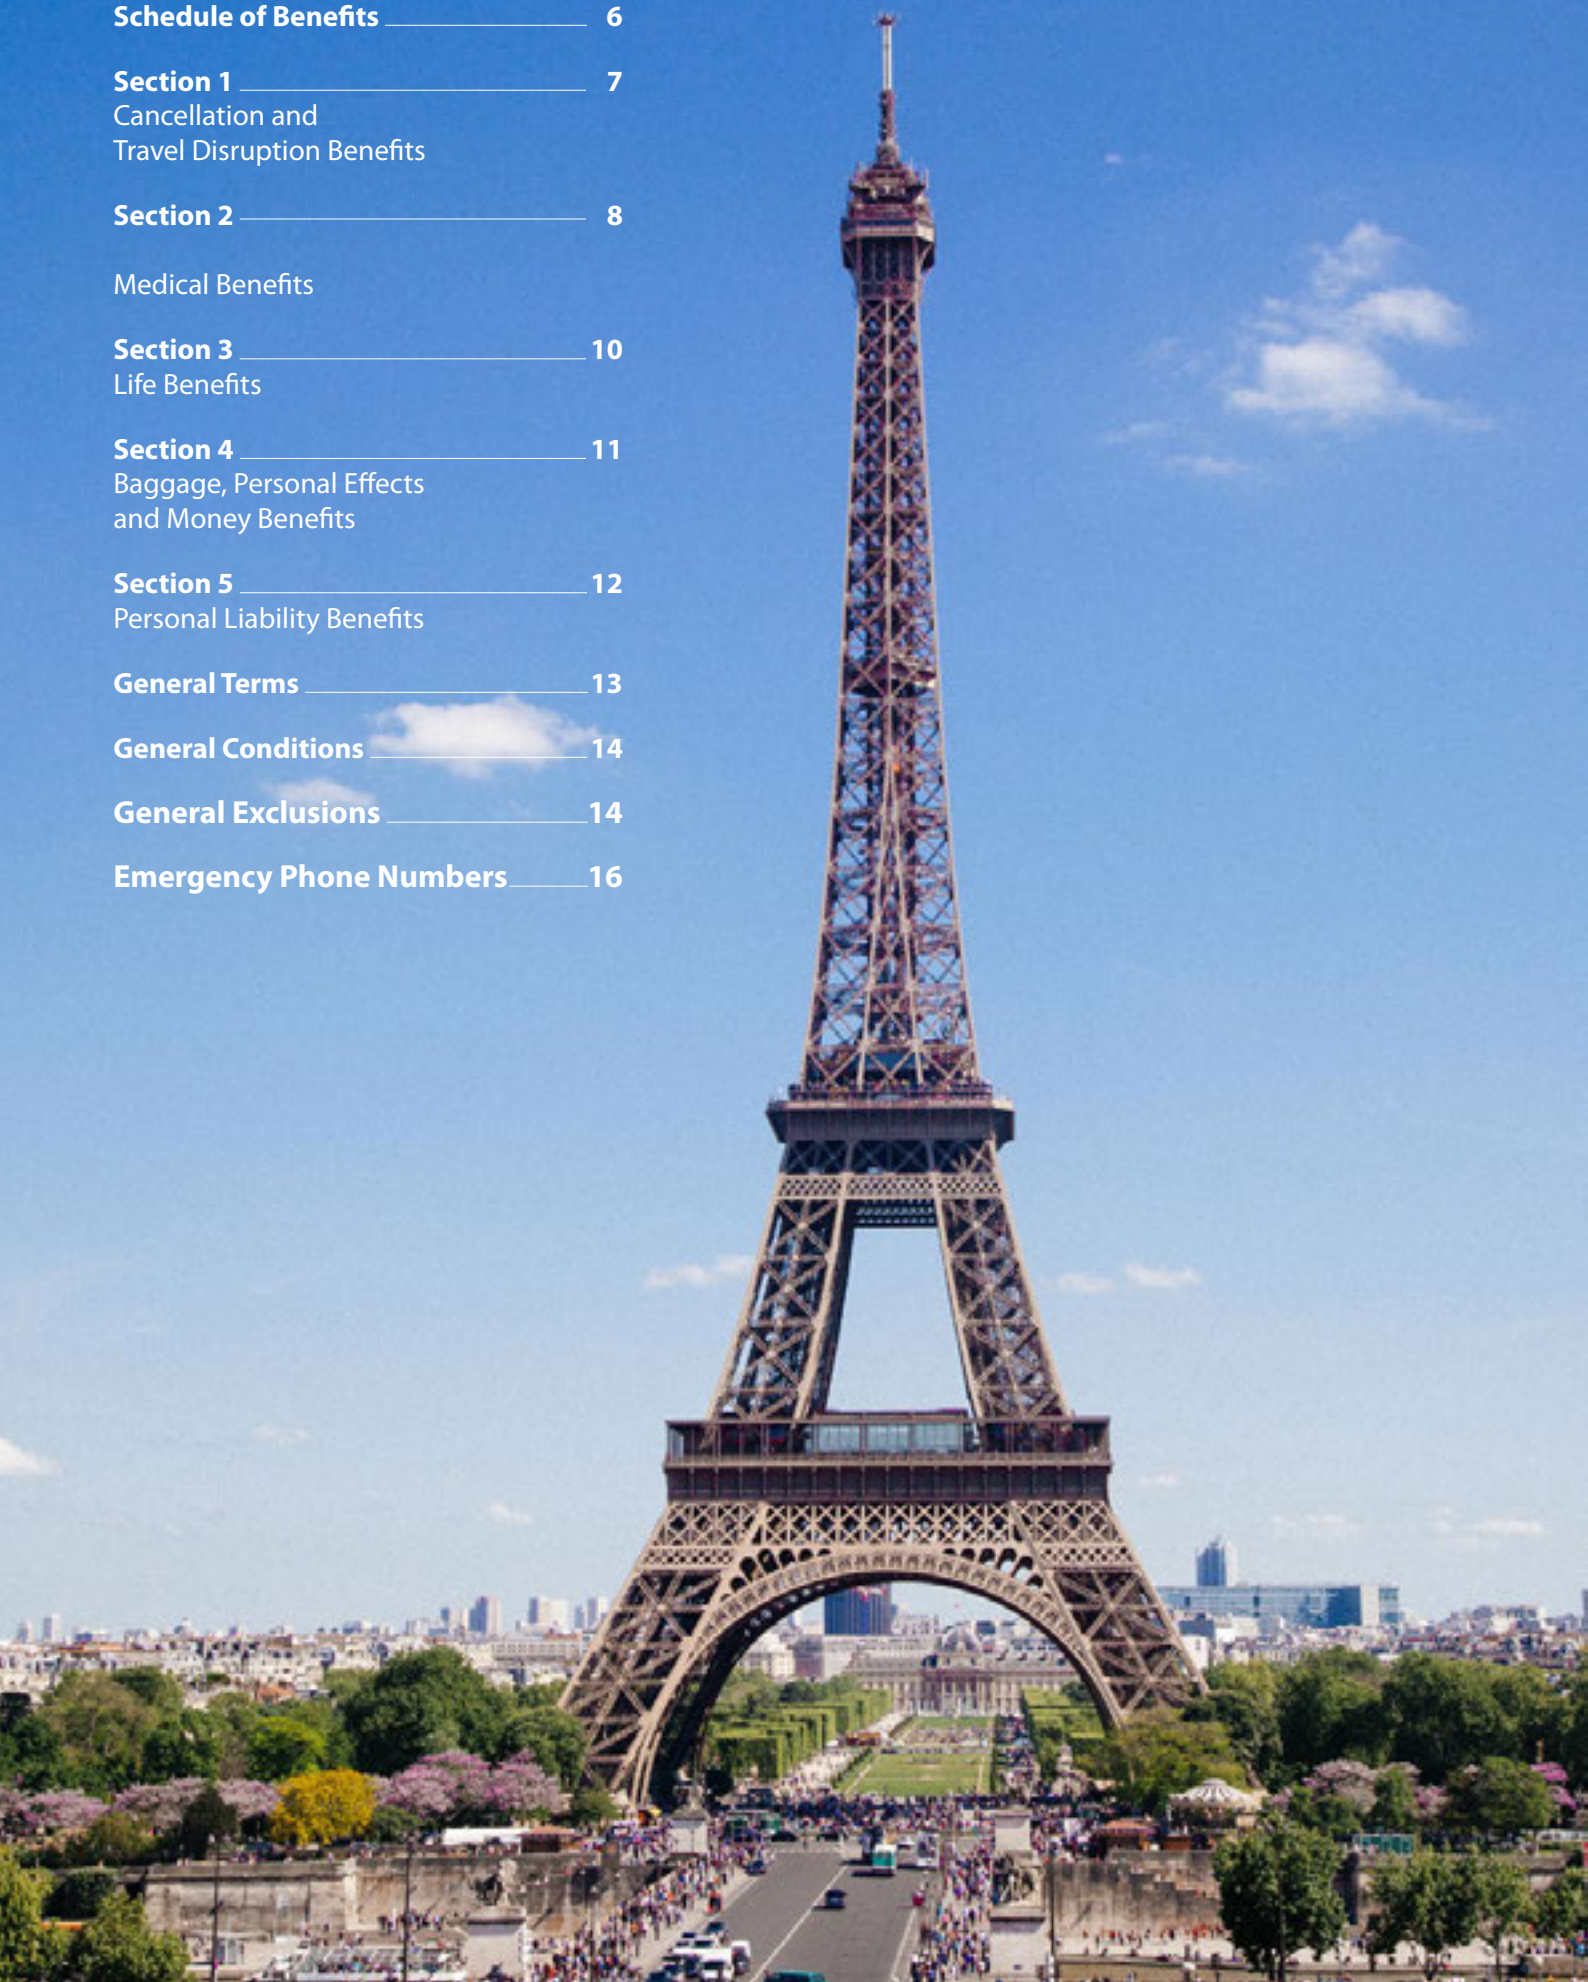 Schedule of Benefits 6
Section 1 7
Cancellation and
Travel Disruption Benefits
Section 2 8
Medical Benefits
Section 3 10
Life Benefits
Section 4 11
Baggage, Personal Effects
and Money Benefits
Section 5 12
Personal Liability Benefits
General Terms 13
General Conditions 14
General Exclusions 14
Emergency Phone Numbers 16